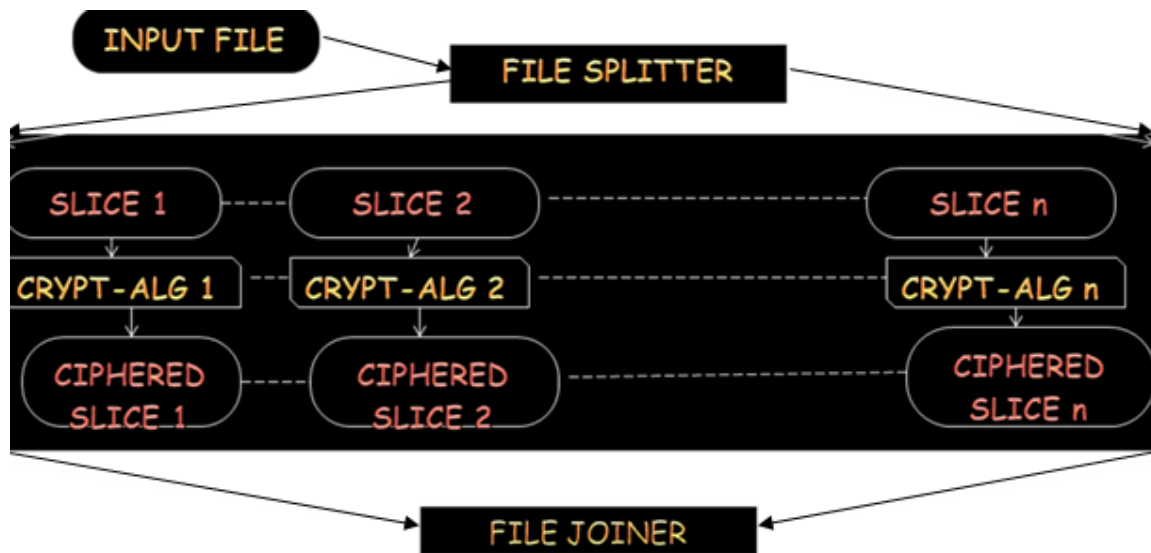 INPUT FILE
FILE SPLITTER
SLICE 1
SLICE 2
SLICE n
CRYPT-ALG 1
CRYPT-ALG 2
CRYPT-ALG n
CIPHERED
SLICE 1
CIPHERED
SLICE 2
CIPHERED
SLICE n
FILE JOINER